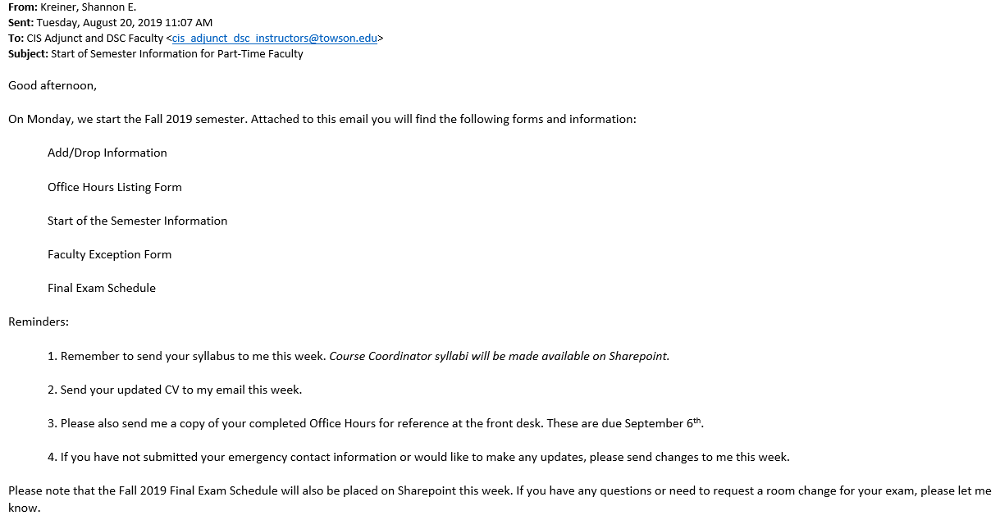 From: Kreiner, Shannon E.
Sent: Tuesday, August 20, 2019 11:07 AM
To: CIS Adjunct and DSC Faculty <cis_adjunct_dsc_instructors@towson.edu>
Subject: Start of Semester Information for Part-Time Faculty
Good afternoon,
On Monday, we start the Fall 2019 semester. Attached to this email you will find the following forms and information:
Add/Drop Information
Office Hours Listing Form
Start of the Semester Information
Faculty Exception Form
Final Exam Schedule
Reminders:
1. Remember to send your syllabus to me this week. Course Coordinator syllabi will be made available on Sharepoint.
2. Send your updated CV to my email this week.
3. Please also send me a copy of your completed Office Hours for reference at the front desk. These are due September 6th.
4. If you have not submitted your emergency contact information or would like to make any updates, please send changes to me this week.
Please note that the Fall 2019 Final Exam Schedule will also be placed on Sharepoint this week. If you have any questions or need to request a room change for your exam, please let me
know.